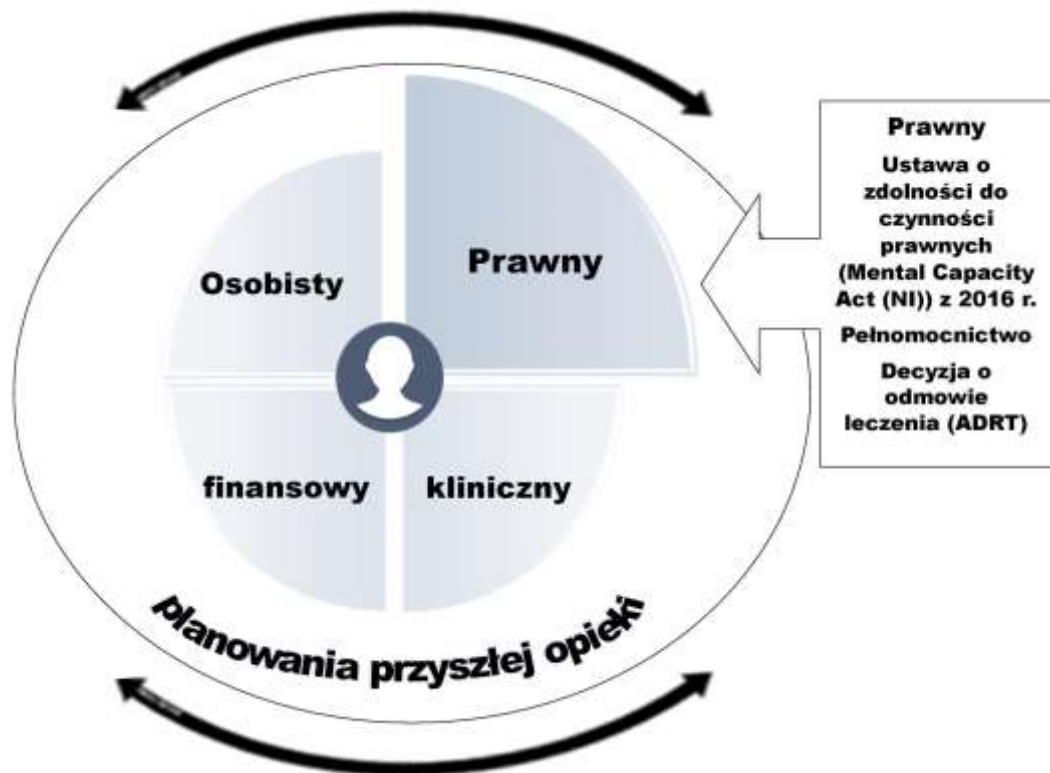 Osobisty
Prawny
finansowy
kliniczny
planowania przyszłej opieki
Prawny
Ustawa o
zdolności do
czynności
prawnych
(Mental Capacity
Act (NI)) z 2016 r.
Pełnomocnictwo
Decyzja o
odmowie
leczenia (ADRT)